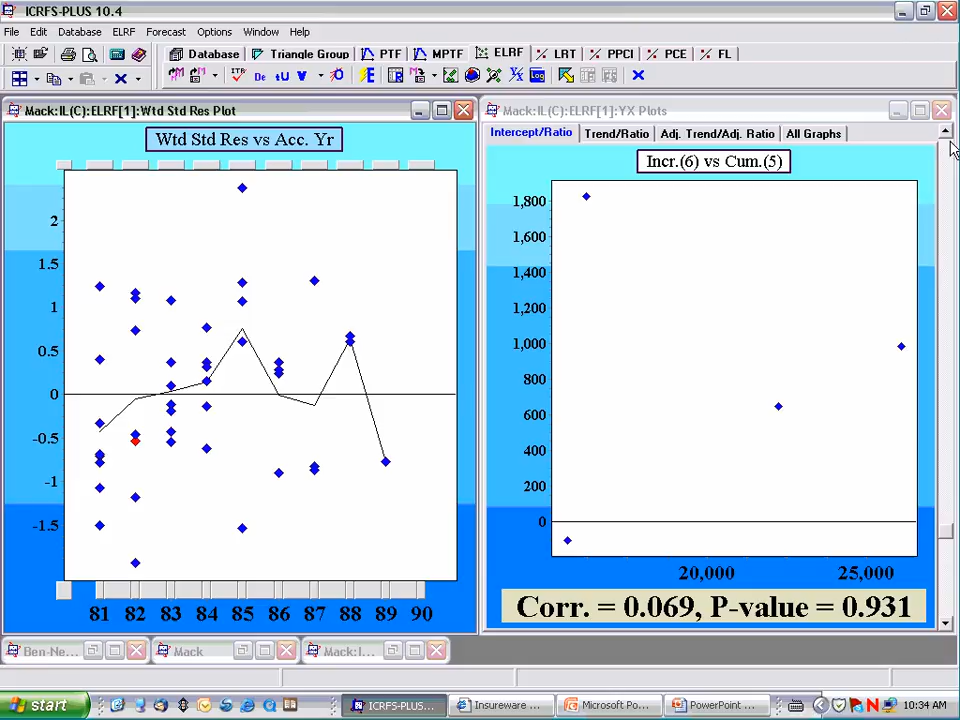 ICRFS-PLUS 10.4
File Edit Database ELRF Forecast Options Window Help
Database Triangle Group PTF MPTF ELRF LRT PPCI PCE FL
Mack:IL(C):ELRF[1]:Wtd Std Res Plot
Wtd Std Res vs Acc. Yr
2
1.5
1
0.5
0
-0.5
-1
-1.5
81 82 83 84 85 86 87 88 89 90
Mack:IL(C):ELRF[1]:YX Plots
Intercept/Ratio Trend/Ratio Adj. Trend/Adj. Ratio All Graphs
Incr.(6) vs Cum.(5)
1,800
1,600
1,400
1,200
1,000
800
600
400
200
0
20,000 25,000
Corr. = 0.069, P-value = 0.931
Ben-Ne... Mack Mack:I...
start ICRFS-PLUS... Insureware ... Microsoft Po... PowerPoint ... 10:34 AM